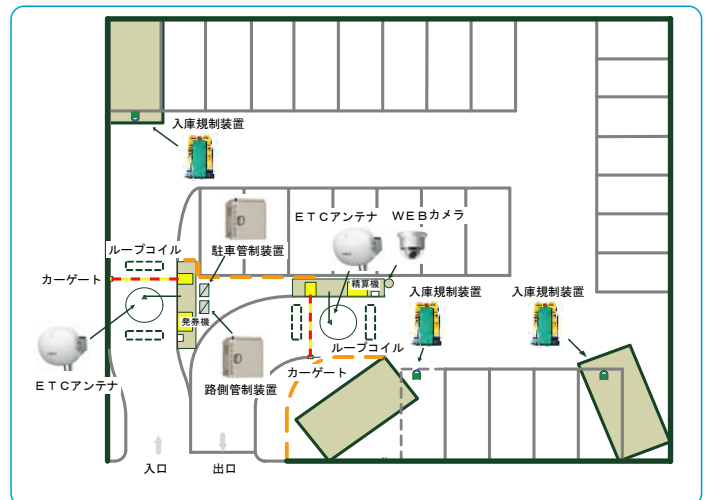 入庫規制装置
ETCアンテナ
WEBカメラ
ループコイル
駐車管制装置
カーゲート
精算機
入庫規制装置
入庫規制装置
発券機
ループコイル
カーゲート
ETCアンテナ
路側管制装置
入口
出口